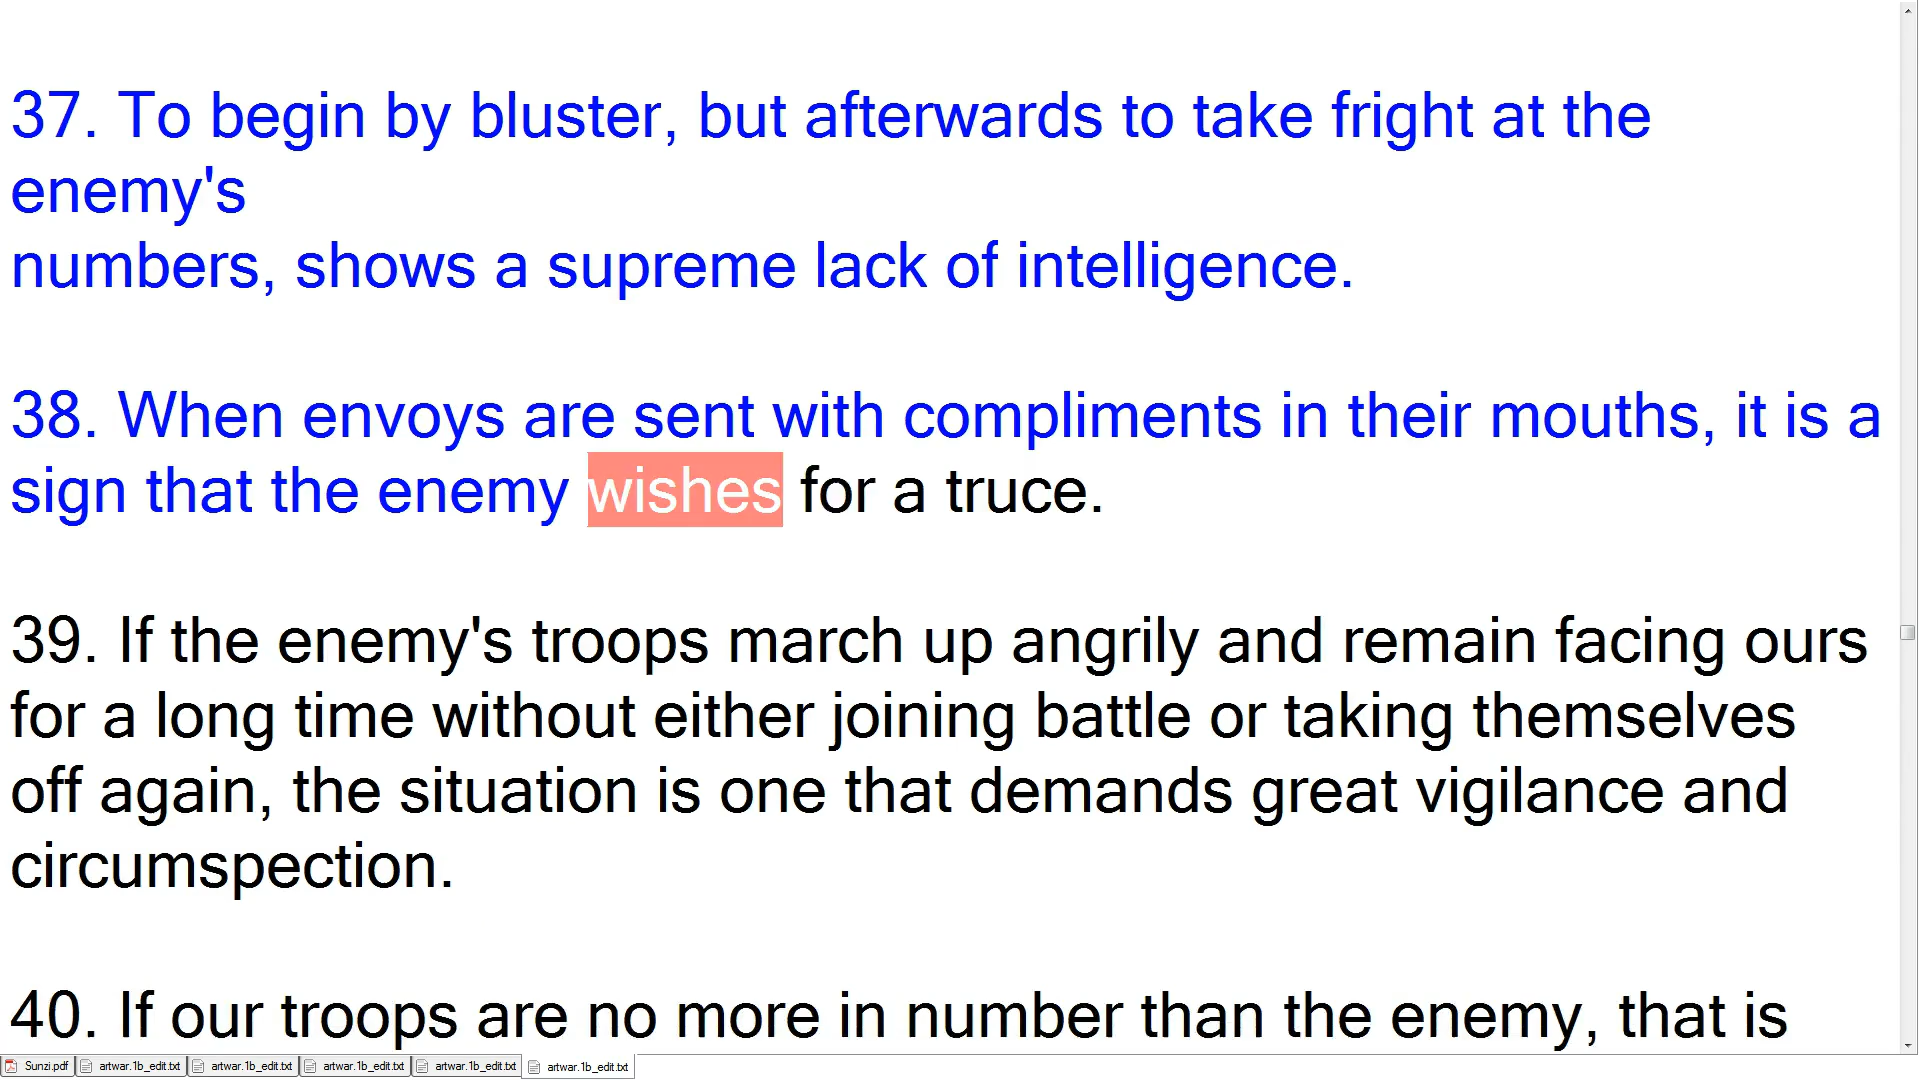 37. To begin by bluster, but afterwards to take fright at the
enemy's
numbers, shows a supreme lack of intelligence.
38. When envoys are sent with compliments in their mouths, it is a
sign that the enemy wishes for a truce.
39. If the enemy's troops march up angrily and remain facing ours
for a long time without either joining battle or taking themselves
off again, the situation is one that demands great vigilance and
circumspection.
40. If our troops are no more in number than the enemy, that is
Sunzi.pdf artwar.1b_edit.txt artwar.1b_edit.txt artwar.1b_edit.txt artwar.1b_edit.txt artwar.1b_edit.txt